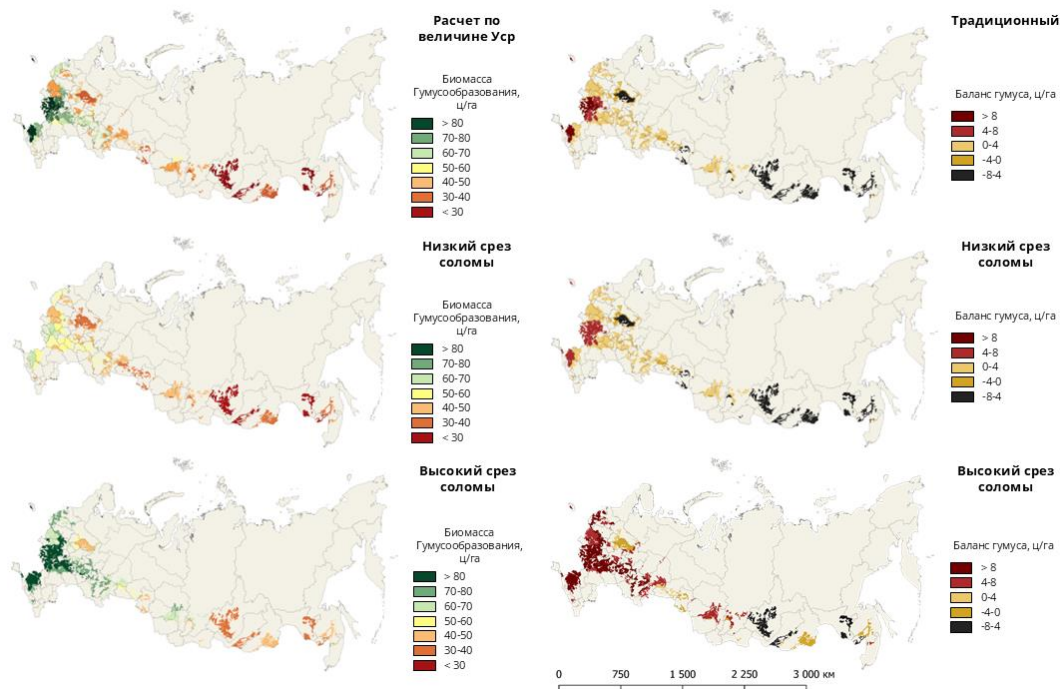 Расчет по
величине Уср
Биомасса
Гумусообразования,
ц/га
> 80
70-80
60-70
50-60
40-50
30-40
< 30
Традиционный
Баланс гумуса, ц/га
> 8
4-8
0-4
-4-0
-8-4
Низкий срез
соломы
Биомасса
Гумусообразования,
ц/га
> 80
70-80
60-70
50-60
40-50
30-40
< 30
Низкий срез
соломы
Баланс гумуса, ц/га
> 8
4-8
0-4
-4-0
-8-4
Высокий срез
соломы
Биомасса
Гумусообразования,
ц/га
> 80
70-80
60-70
50-60
40-50
30-40
< 30
Высокий срез
соломы
Баланс гумуса, ц/га
> 8
4-8
0-4
-4-0
-8-4
0 750 1 500 2 250 3 000 км